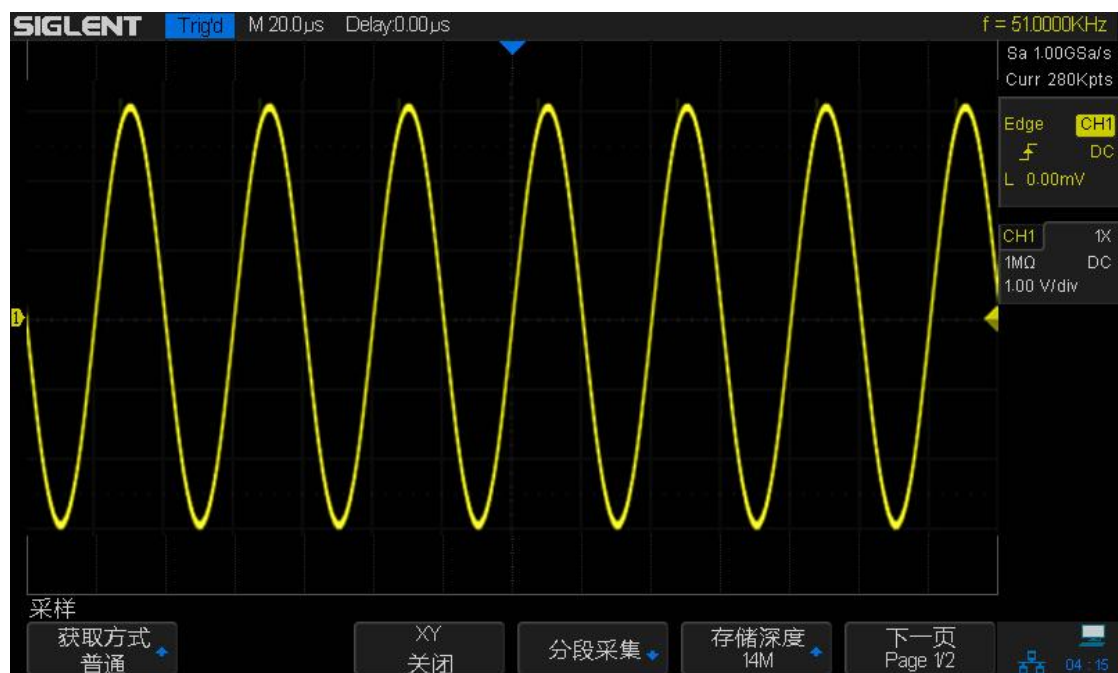 SIGLENT Trig'd M 20.0µs Delay:0.00µs f = 51.0000KHz
Sa 1.00GSa/s
Curr 280Kpts
Edge CH1
DC
L 0.00mV
CH1 1X
1MΩ DC
1.00 V/div
1
采样
获取方式
普通
XY
关闭
分段采集
存储深度
14M
下一页
Page 1/2
04 : 15